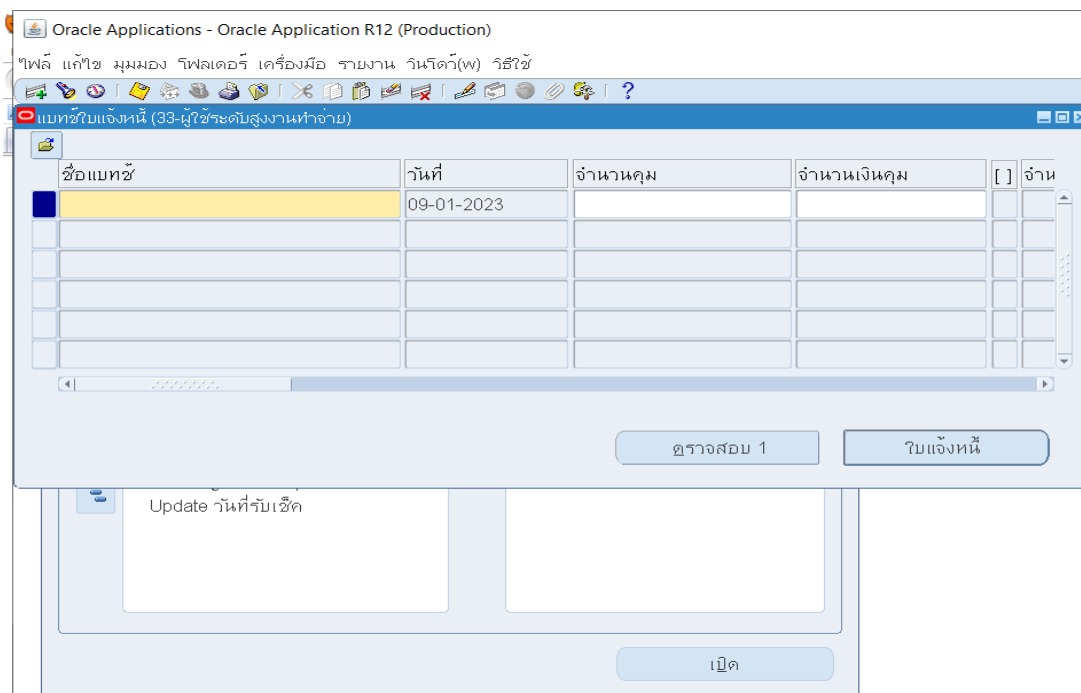 Oracle Applications - Oracle Application R12 (Production)
ไฟล์ แก้ไข มุมมอง โฟลเดอร์ เครื่องมือ รายงาน วินโดว์(w) วิธีใช้
แบทช์ใบแจ้งหนี้ (33-ผู้ใช้ระดับสูงงานทำจ่าย)
ชื่อแบทช์ วันที่ จำนวนคุม จำนวนเงินคุม [ ] จำน
09-01-2023
ตรวจสอบ 1 ใบแจ้งหนี้
Update วันที่รับเช็ค
เปิด